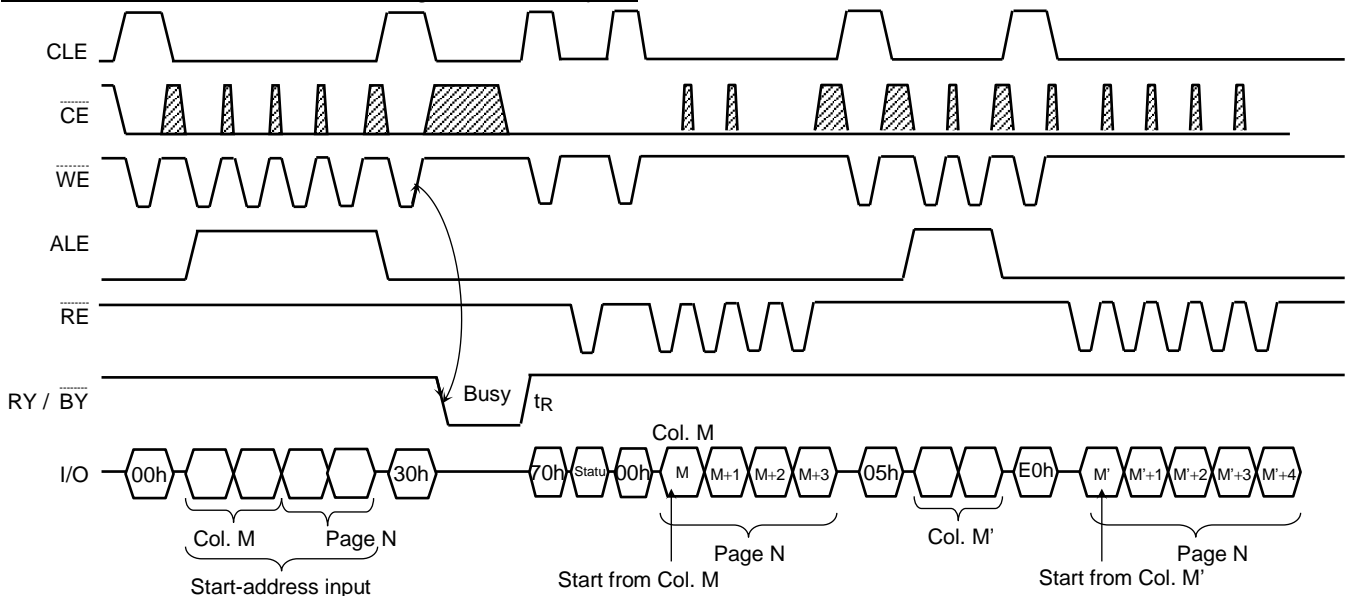 CLE
CE
WE
ALE
RE
RY / BY
Busy
tR
Col. M
I/O
00h
30h
70h
Statu
00h
M
M+1
M+2
M+3
05h
E0h
M'
M'+1
M'+2
M'+3
M'+4
Col. M
Page N
Start-address input
Page N
Start from Col. M
Col. M’
Page N
Start from Col. M’